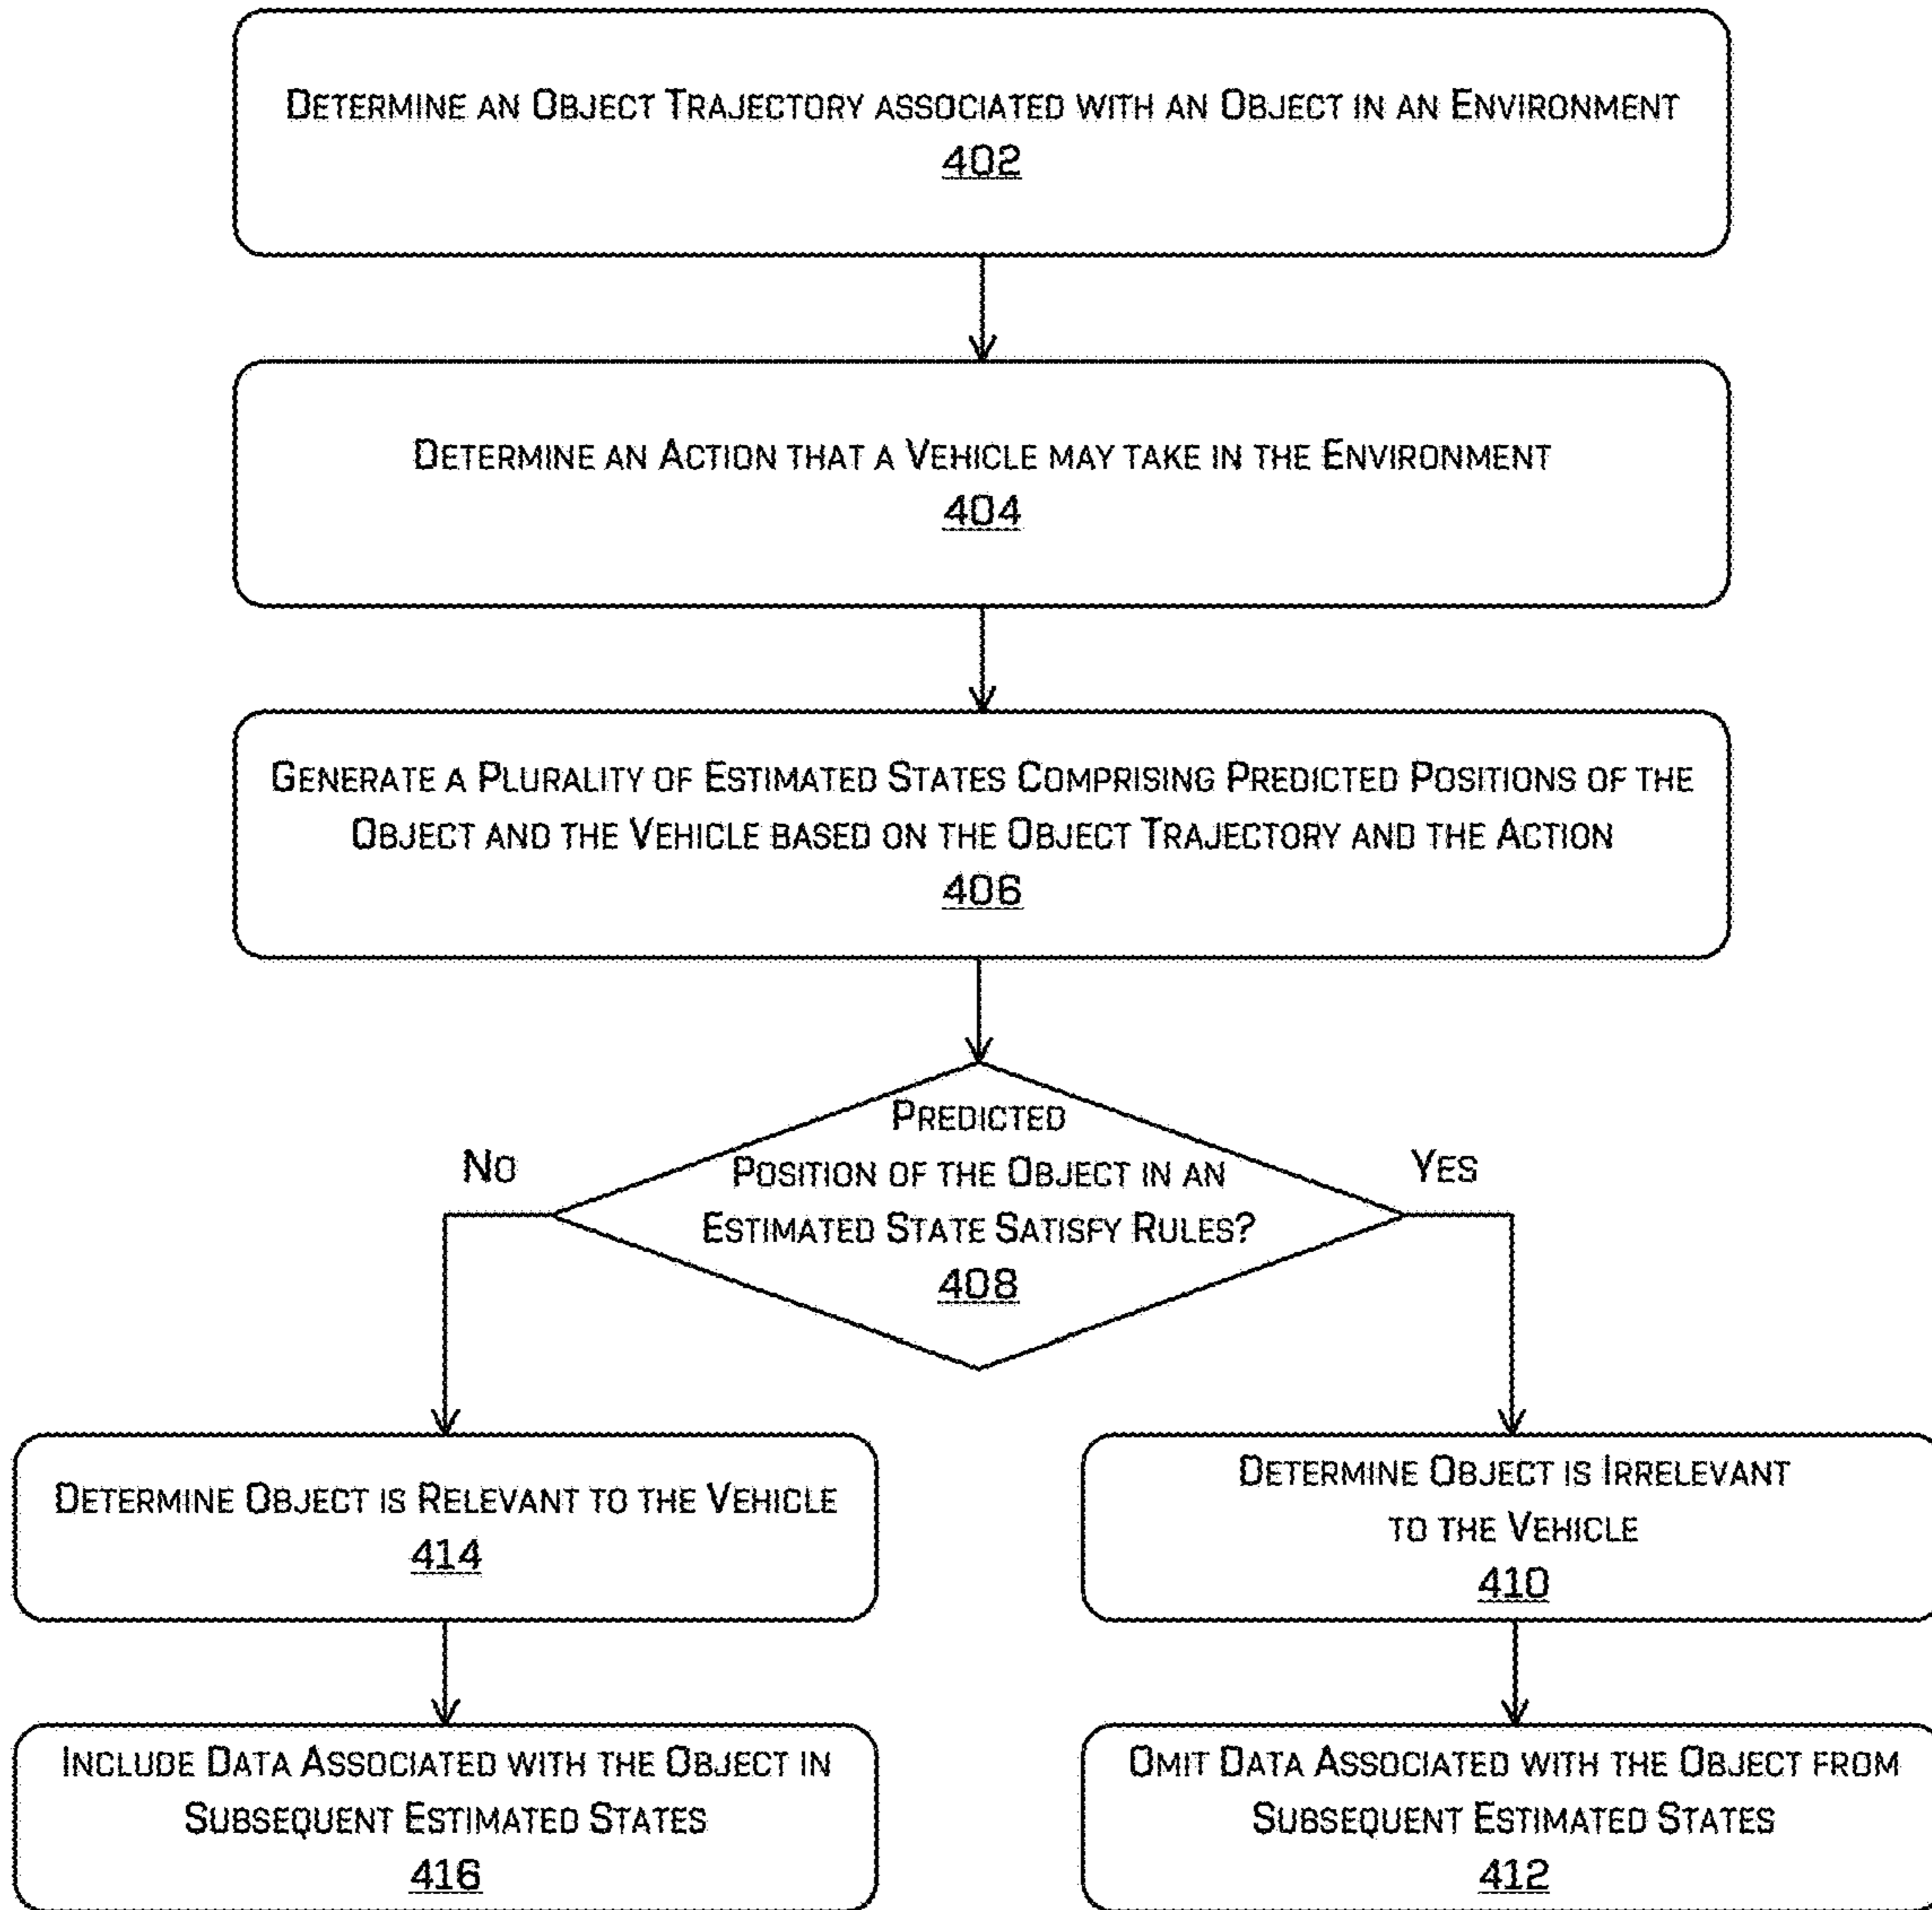 DETERMINE AN OBJECT TRAJECTORY ASSOCIATED WITH AN OBJECT IN AN ENVIRONMENT
402
DETERMINE AN ACTION THAT A VEHICLE MAY TAKE IN THE ENVIRONMENT
404
GENERATE A PLURALITY OF ESTIMATED STATES COMPRISING PREDICTED POSITIONS OF THE
OBJECT AND THE VEHICLE BASED ON THE OBJECT TRAJECTORY AND THE ACTION
406
PREDICTED
POSITION OF THE OBJECT IN AN
ESTIMATED STATE SATISFY RULES?
408
NO
YES
DETERMINE OBJECT IS RELEVANT TO THE VEHICLE
414
INCLUDE DATA ASSOCIATED WITH THE OBJECT IN
SUBSEQUENT ESTIMATED STATES
416
DETERMINE OBJECT IS IRRELEVANT
TO THE VEHICLE
410
OMIT DATA ASSOCIATED WITH THE OBJECT FROM
SUBSEQUENT ESTIMATED STATES
412